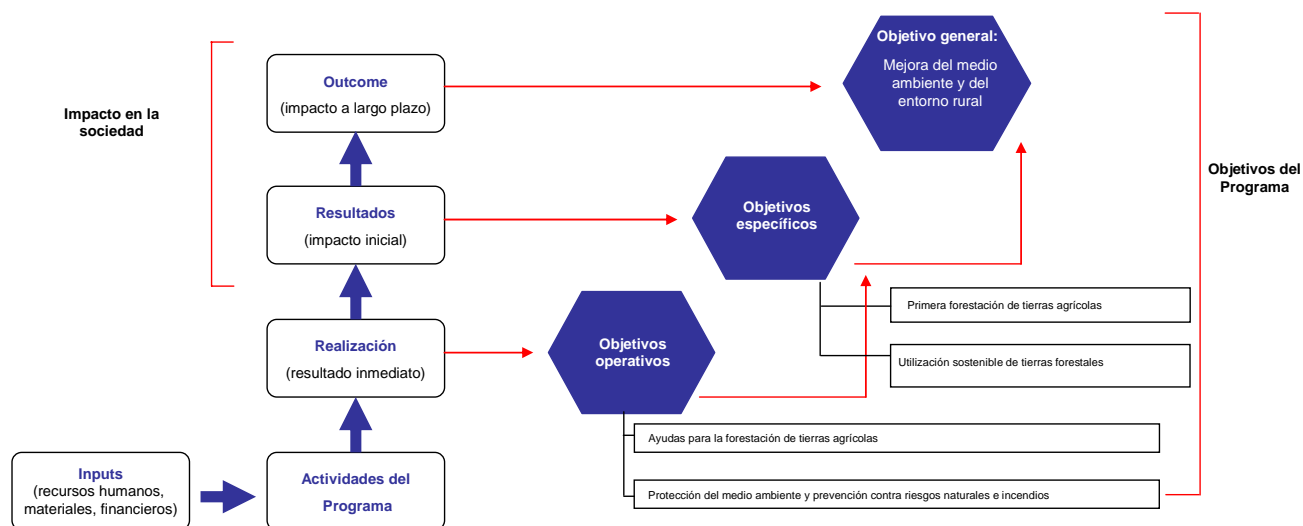 Objetivo general:
Mejora del medio
ambiente y del
entorno rural
Outcome
(impacto a largo plazo)
Impacto en la
sociedad
Objetivos del
Programa
Resultados
(impacto inicial)
Objetivos
específicos
Primera forestación de tierras agrícolas
Utilización sostenible de tierras forestales
Realización
(resultado inmediato)
Objetivos
operativos
Ayudas para la forestación de tierras agrícolas
Protección del medio ambiente y prevención contra riesgos naturales e incendios
Inputs
(recursos humanos,
materiales, financieros)
Actividades del
Programa